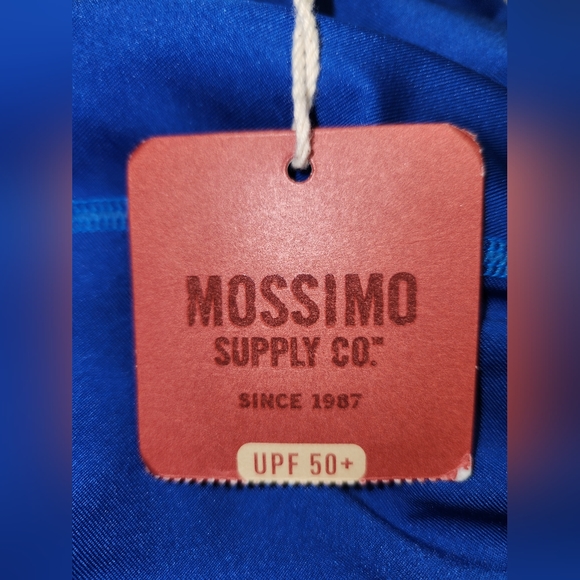 MOSSIMO
SUPPLY CO.™
SINCE 1987
UPF 50+